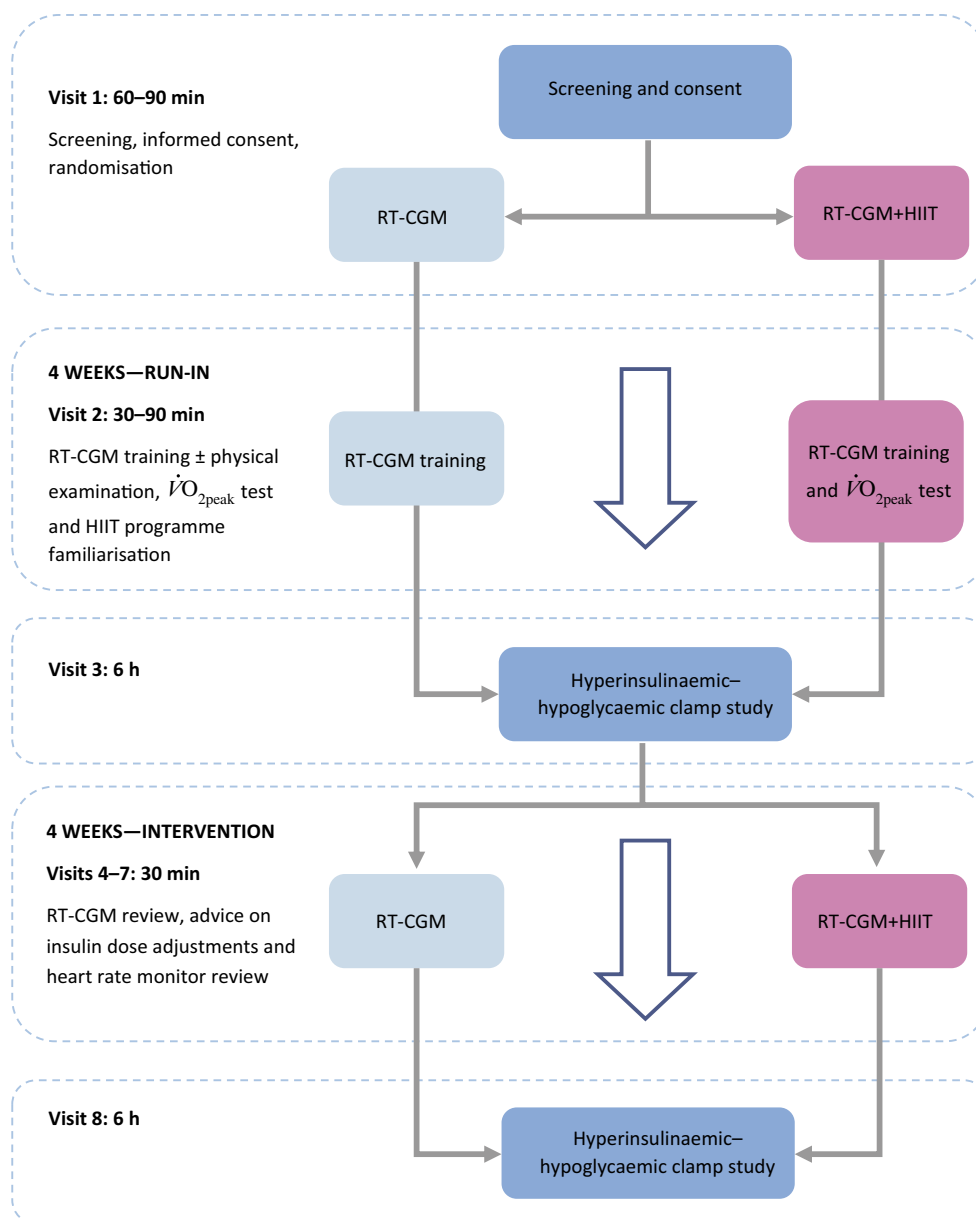 Screening and consent
Visit 1: 60–90 min
Screening, informed consent,
randomisation
RT-CGM
RT-CGM+HIIT
4 WEEKS—RUN-IN
Visit 2: 30–90 min
RT-CGM training ± physical
examination, V̇O2peak test
and HIIT programme
familiarisation
RT-CGM training
RT-CGM training
and V̇O2peak test
Visit 3: 6 h
Hyperinsulinaemic–
hypoglycaemic clamp study
4 WEEKS—INTERVENTION
Visits 4–7: 30 min
RT-CGM review, advice on
insulin dose adjustments and
heart rate monitor review
RT-CGM
RT-CGM+HIIT
Visit 8: 6 h
Hyperinsulinaemic–
hypoglycaemic clamp study